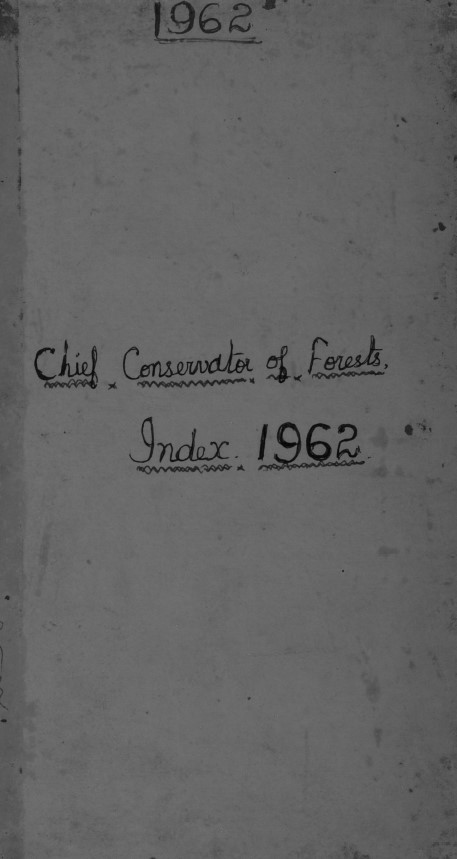 1962
Chief Conservator of Forests,
Index. 1962.